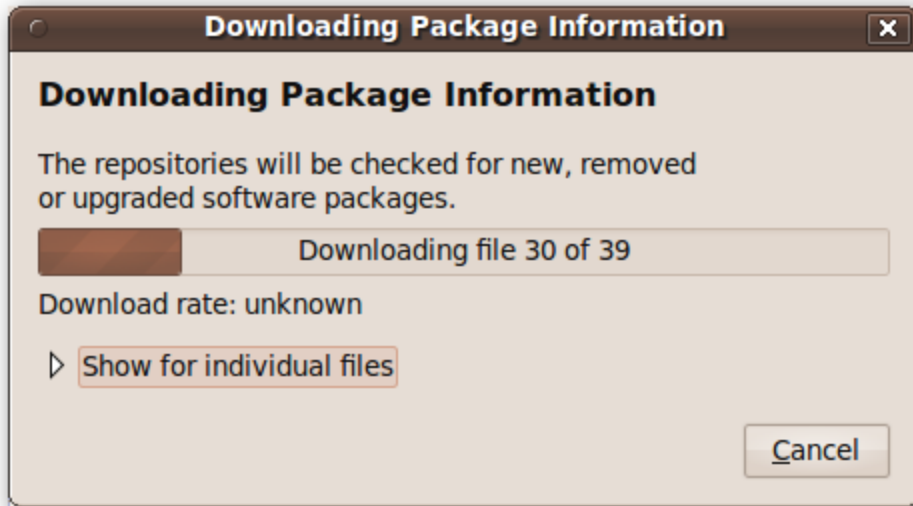 Downloading Package Information
Downloading Package Information
The repositories will be checked for new, removed
or upgraded software packages.
Downloading file 30 of 39
Download rate: unknown
Show for individual files
Cancel